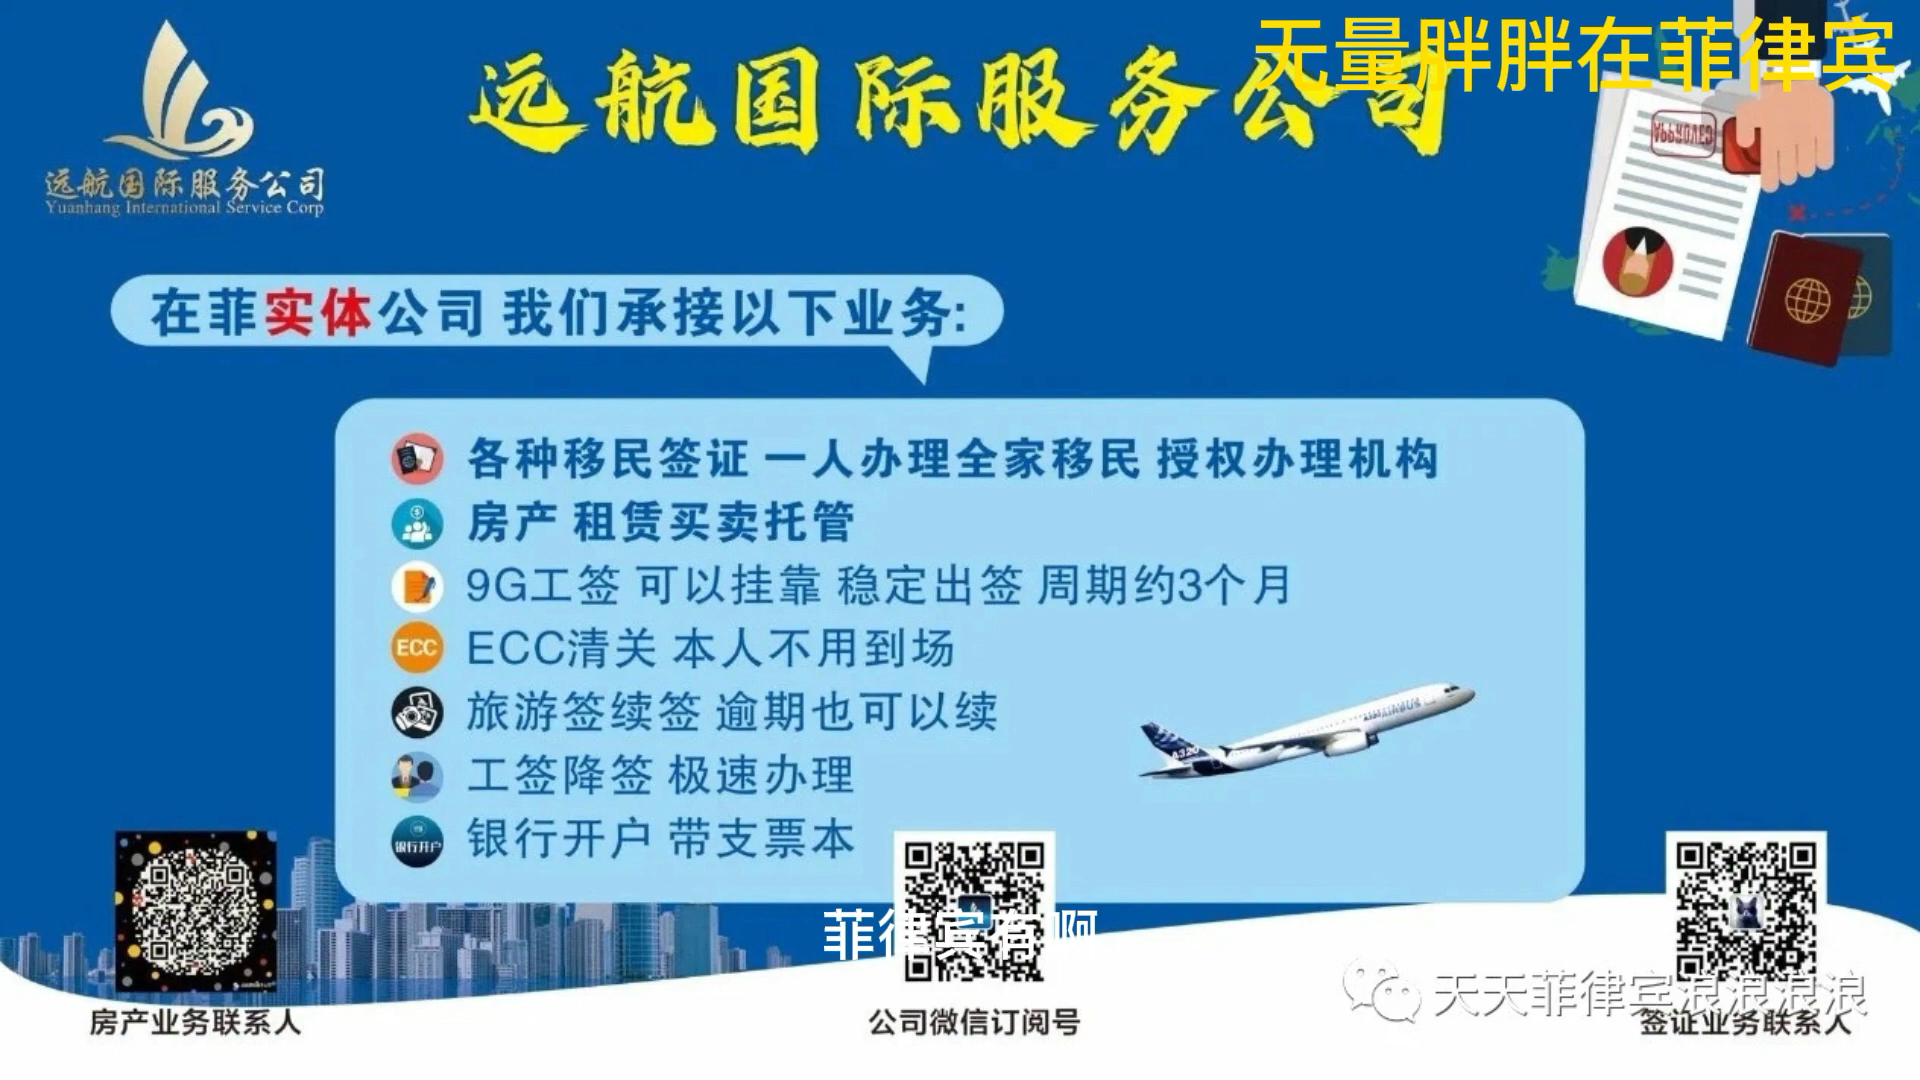 无量胖胖在菲律宾
远航国际服务公司
远航国际服务公司
Yuanhang International Service Corp
APPROVED
在菲实体公司 我们承接以下业务:
各种移民签证 一人办理全家移民 授权办理机构
房产 租赁买卖托管
9G工签 可以挂靠 稳定出签 周期约3个月
ECC
ECC清关 本人不用到场
旅游签续签 逾期也可以续
工签降签 极速办理
银行开户
银行开户 带支票本
AIRBUS
A320
菲律宾有啊
天天菲律宾浪浪浪浪
房产业务联系人
公司微信订阅号
签证业务联系人